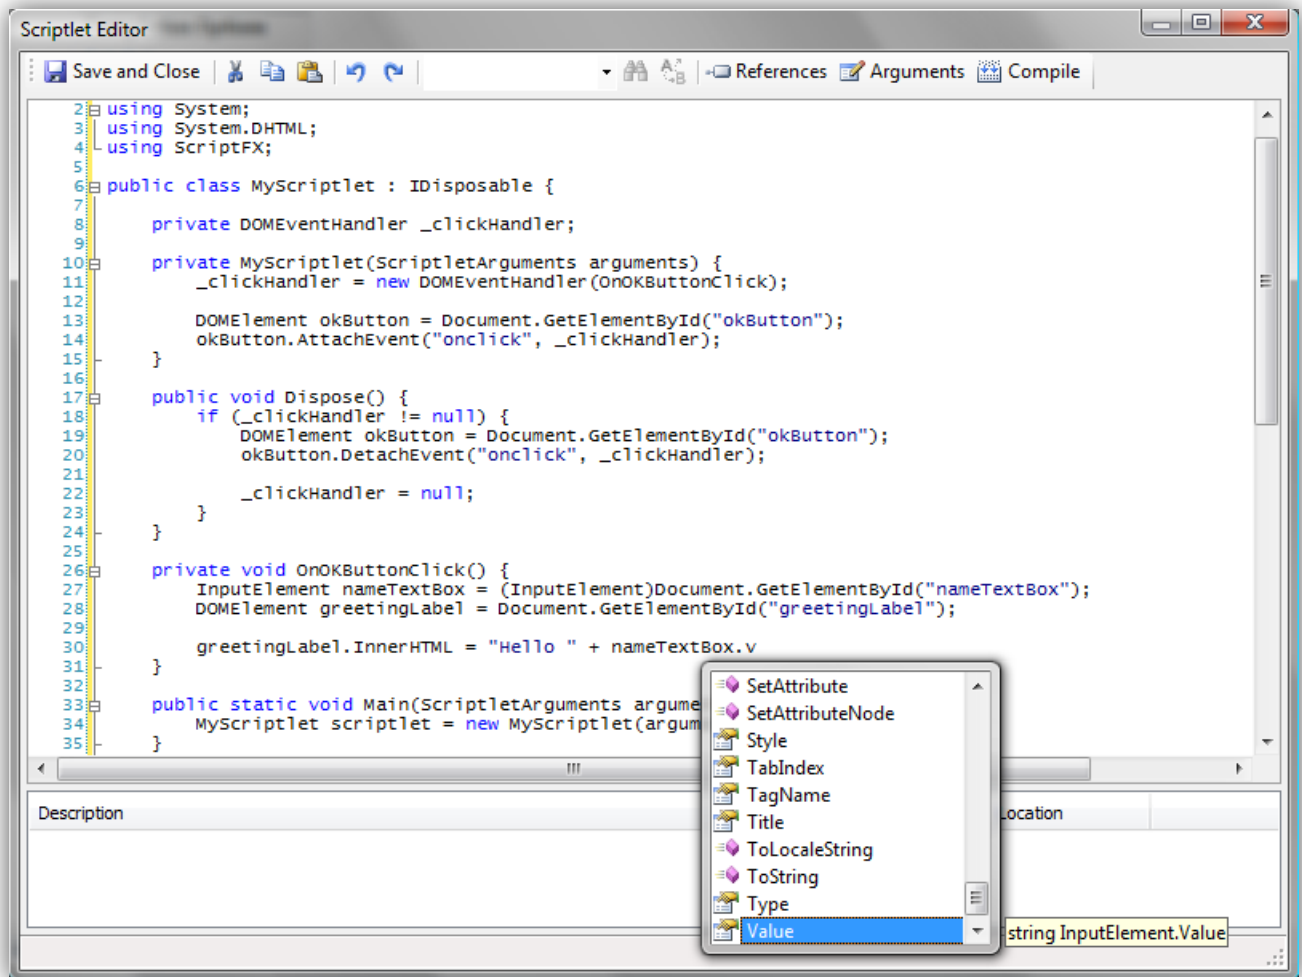 Scriptlet Editor
Save and Close References Arguments Compile
2 using System;
3 using System.DHTML;
4 using ScriptFX;
5
6 public class MyScriptlet : IDisposable {
7
8 private DOMEventHandler _clickHandler;
9
10 private MyScriptlet(ScriptletArguments arguments) {
11 _clickHandler = new DOMEventHandler(OnOKButtonClick);
12
13 DOMElement okButton = Document.GetElementById("okButton");
14 okButton.AttachEvent("onclick", _clickHandler);
15 }
16
17 public void Dispose() {
18 if (_clickHandler != null) {
19 DOMElement okButton = Document.GetElementById("okButton");
20 okButton.DetachEvent("onclick", _clickHandler);
21
22 _clickHandler = null;
23 }
24 }
25
26 private void OnOKButtonClick() {
27 InputElement nameTextBox = (InputElement)Document.GetElementById("nameTextBox");
28 DOMElement greetingLabel = Document.GetElementById("greetingLabel");
29
30 greetingLabel.InnerHTML = "Hello " + nameTextBox.v
31 }
32
33 public static void Main(ScriptletArguments argume
34 MyScriptlet scriptlet = new MyScriptlet(argum
35 }
SetAttribute
SetAttributeNode
Style
TabIndex
TagName
Title
ToLocaleString
ToString
Type
Value
string InputElement.Value
Description Location